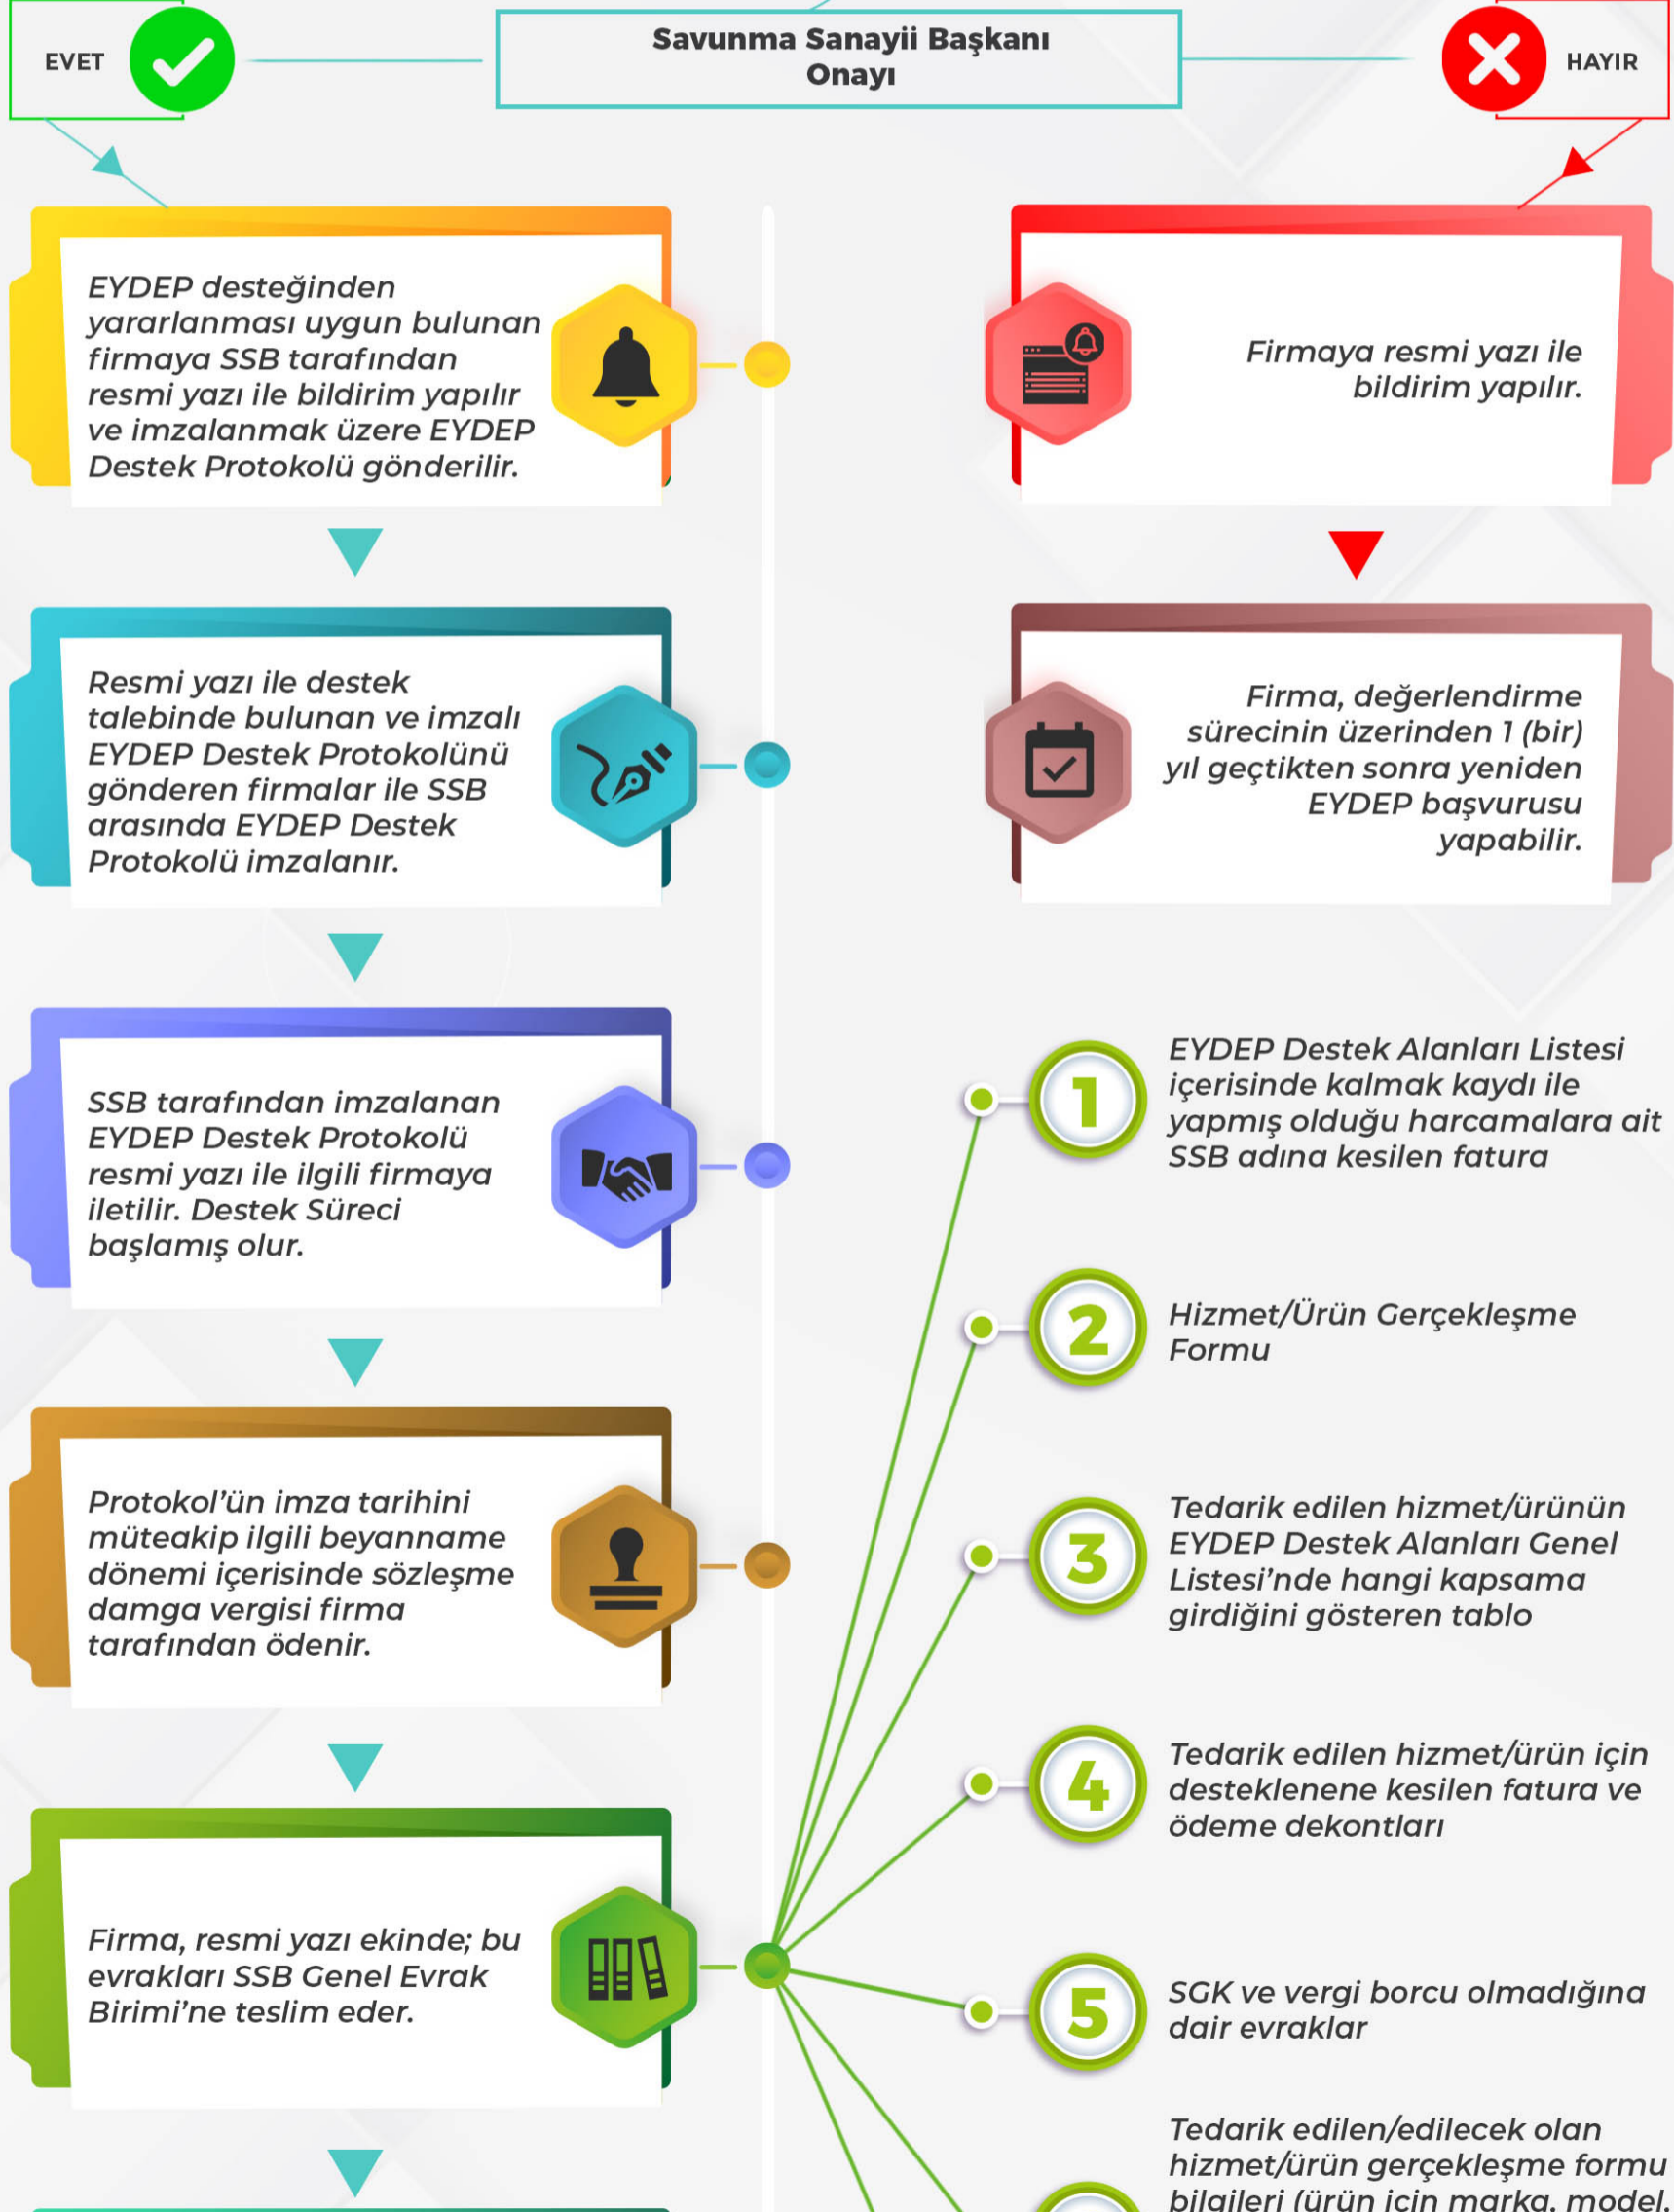 EVET
Savunma Sanayii Başkanı
Onayı
HAYIR
EYDEP desteğinden
yararlanması uygun bulunan
firmaya SSB tarafından
resmi yazı ile bildirim yapılır
ve imzalanmak üzere EYDEP
Destek Protokolü gönderilir.
Firmaya resmi yazı ile
bildirim yapılır.
Resmi yazı ile destek
talebinde bulunan ve imzalı
EYDEP Destek Protokolünü
gönderen firmalar ile SSB
arasında EYDEP Destek
Protokolü imzalanır.
Firma, değerlendirme
sürecinin üzerinden 1 (bir)
yıl geçtikten sonra yeniden
EYDEP başvurusu
yapabilir.
SSB tarafından imzalanan
EYDEP Destek Protokolü
resmi yazı ile ilgili firmaya
iletilir. Destek Süreci
başlamış olur.
Protokol’ün imza tarihini
müteakip ilgili beyanname
dönemi içerisinde sözleşme
damga vergisi firma
tarafından ödenir.
Firma, resmi yazı ekinde; bu
evrakları SSB Genel Evrak
Birimi’ne teslim eder.
1
EYDEP Destek Alanları Listesi
içerisinde kalmak kaydı ile
yapmış olduğu harcamalara ait
SSB adına kesilen fatura
2
Hizmet/Ürün Gerçekleşme
Formu
3
Tedarik edilen hizmet/ürünün
EYDEP Destek Alanları Genel
Listesi’nde hangi kapsama
girdiğini gösteren tablo
4
Tedarik edilen hizmet/ürün için
desteklenene kesilen fatura ve
ödeme dekontları
5
SGK ve vergi borcu olmadığına
dair evraklar
Tedarik edilen/edilecek olan
hizmet/ürün gerçekleşme formu
bilgileri (ürün için marka, model,